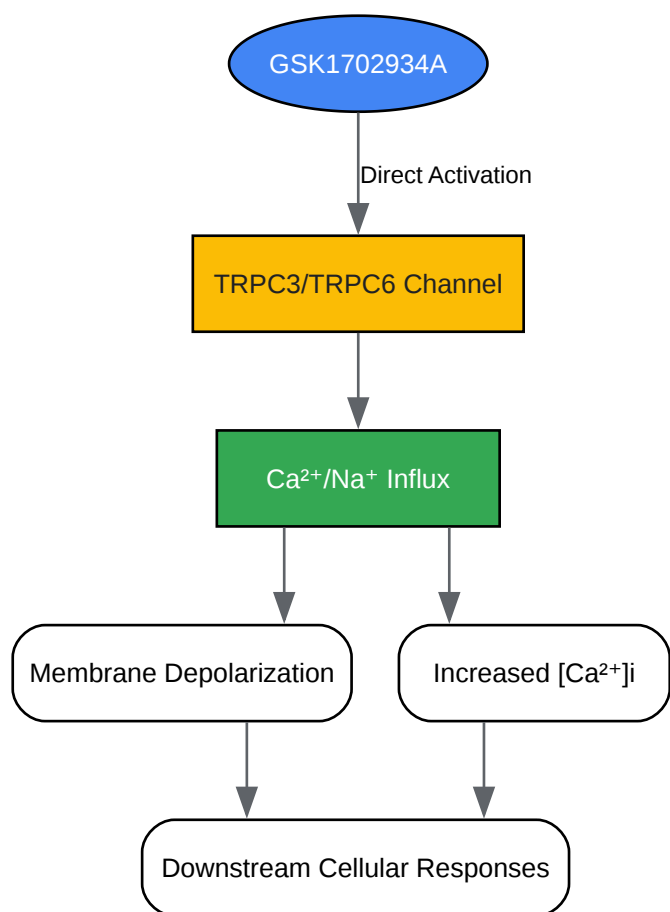 GSK1702934A
Direct Activation
TRPC3/TRPC6 Channel
Ca²⁺/Na⁺ Influx
Membrane Depolarization
Increased [Ca²⁺]i
Downstream Cellular Responses